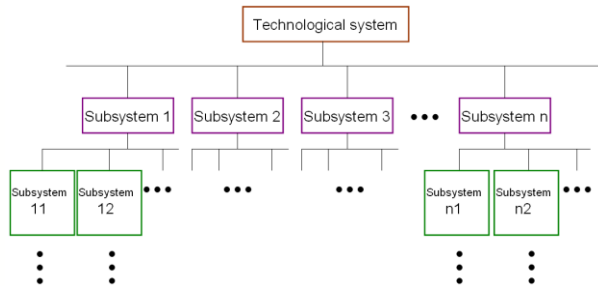 Technological system
Subsystem 1
Subsystem 2
Subsystem 3
•••
Subsystem n
Subsystem
11
Subsystem
12
•••
•••
•••
Subsystem
n1
Subsystem
n2
•••